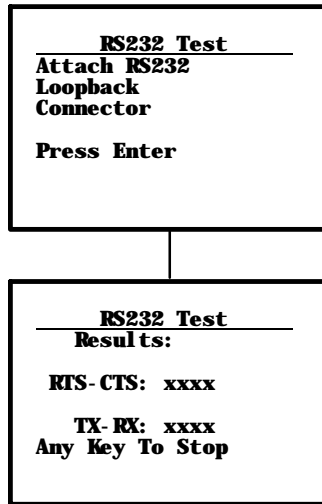 RS232 Test
Attach RS232
Loopback
Connector
Press Enter
RS232 Test
Results:
RTS-CTS: xxxx
TX-RX: xxxx
Any Key To Stop